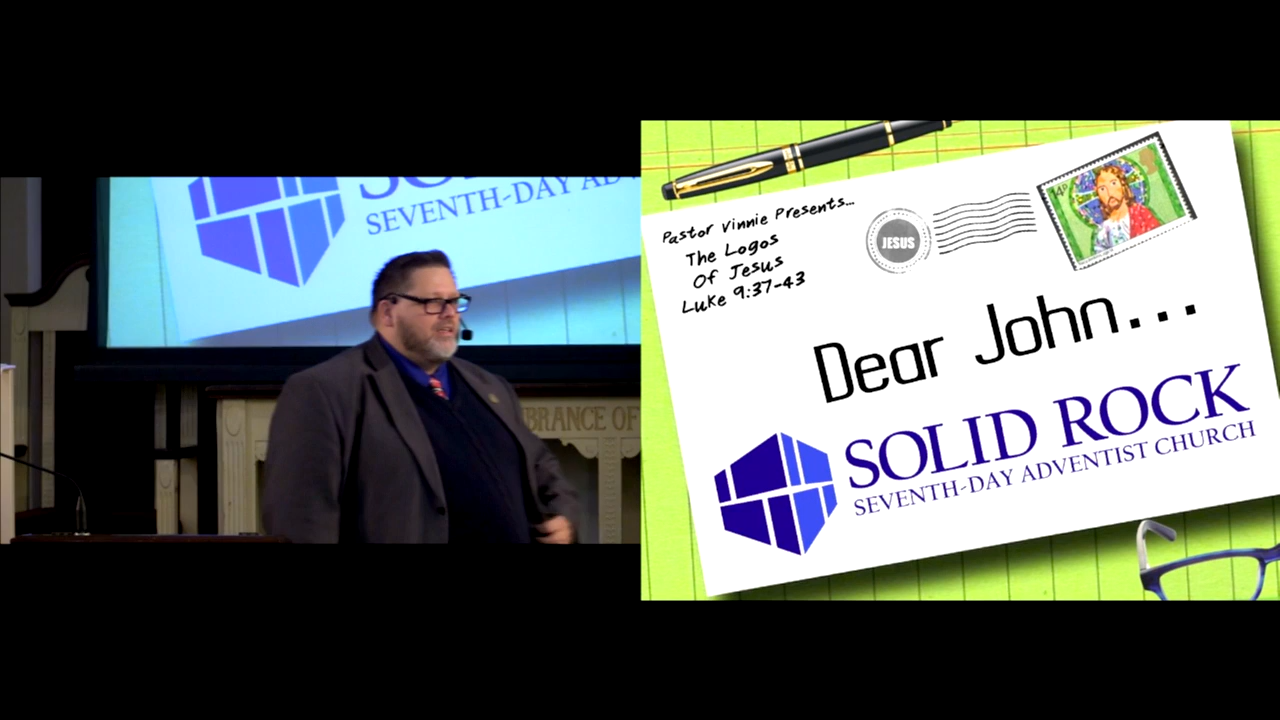 SEVENTH-DAY
BRANCE OF
Pastor Vinnie Presents...
The Logos
Of Jesus
Luke 9:37-43
JESUS
14P
Dear John...
SOLID ROCK
SEVENTH-DAY ADVENTIST CHURCH